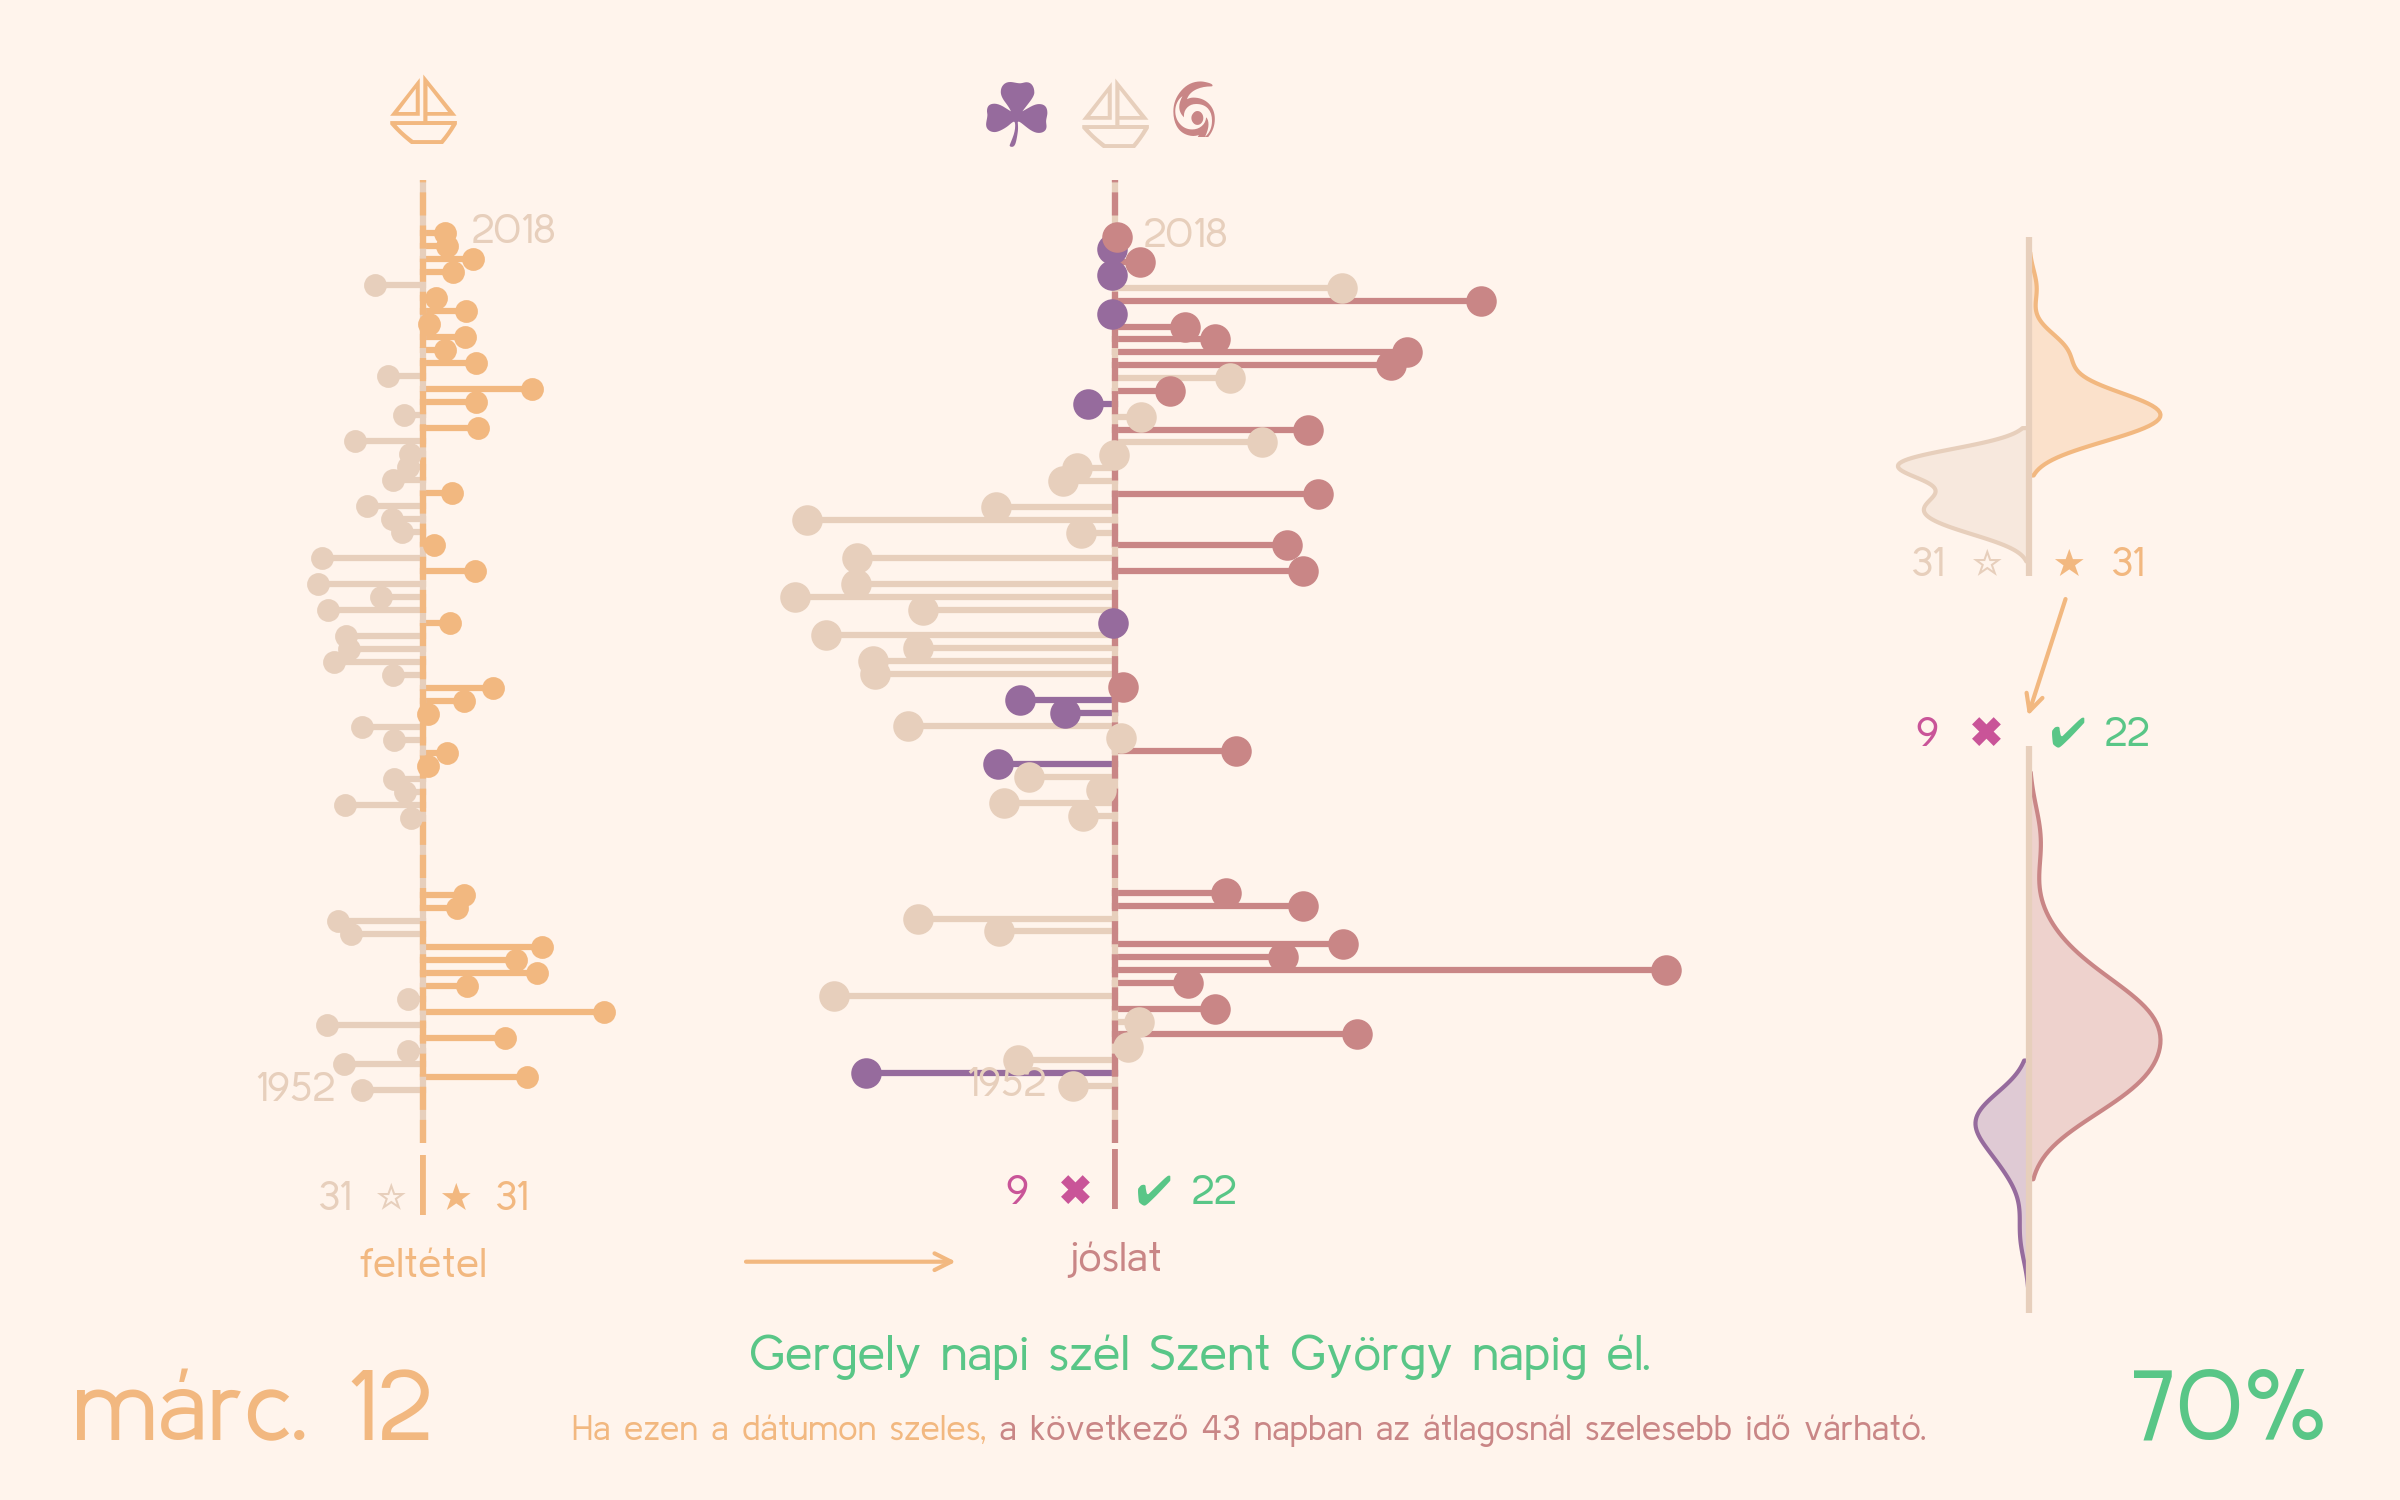 2018
2018
1952
1952
31 ☆ ★ 31
31 ☆ ★ 31
9 ✖ ✔ 22
9 ✖ ✔ 22
feltétel
jóslat
Gergely napi szél Szent György napig él.
márc. 12
Ha ezen a dátumon szeles, a következő 43 napban az átlagosnál szelesebb idő várható.
70%